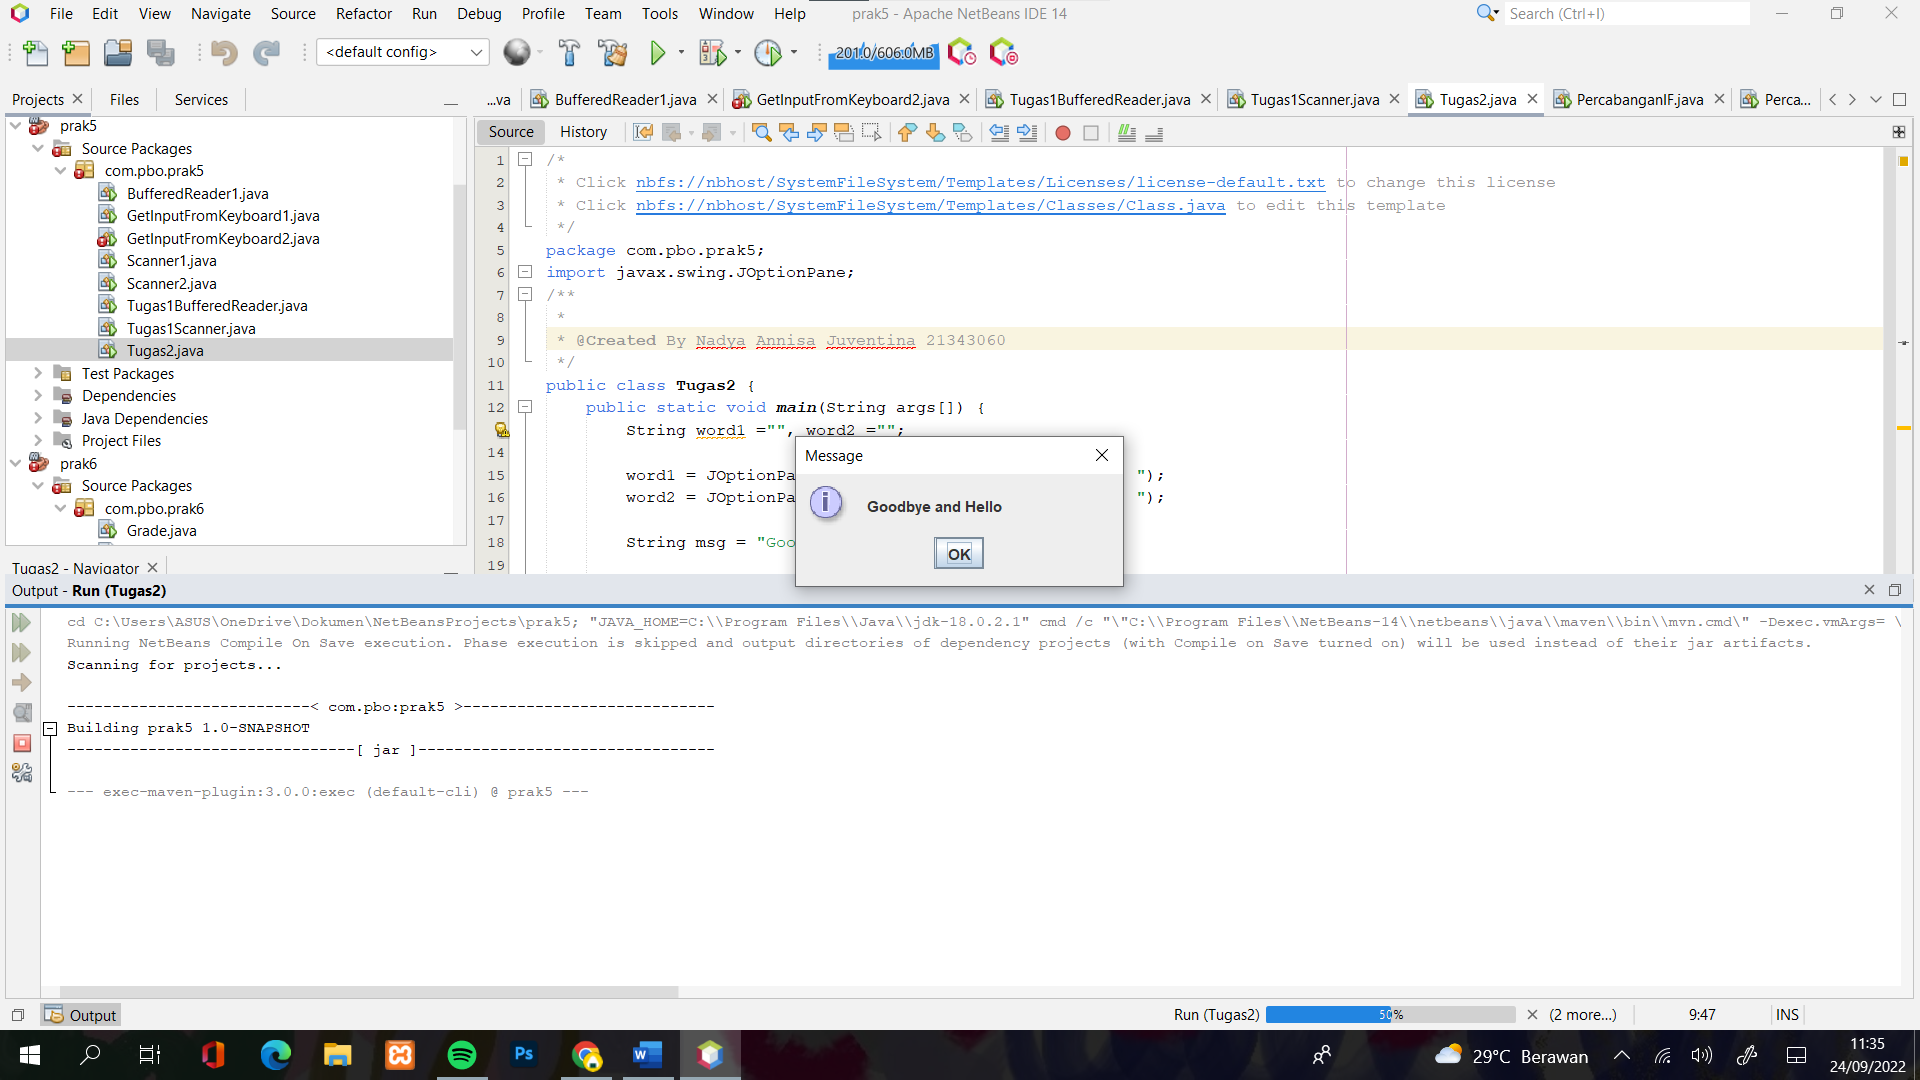 File Edit View Navigate Source Refactor Run Debug Profile Team Tools Window Help prak5 - Apache NetBeans IDE 14 Search (Ctrl+I)
<default config> 201.0/606.0MB
Projects Files Services
...va BufferedReader1.java GetInputFromKeyboard2.java Tugas1BufferedReader.java Tugas1Scanner.java Tugas2.java PercabanganIF.java Perca...
Source History
prak5
Source Packages
com.pbo.prak5
BufferedReader1.java
GetInputFromKeyboard1.java
GetInputFromKeyboard2.java
Scanner1.java
Scanner2.java
Tugas1BufferedReader.java
Tugas1Scanner.java
Tugas2.java
Test Packages
Dependencies
Java Dependencies
Project Files
prak6
Source Packages
com.pbo.prak6
Grade.java
Tugas2 - Navigator
1 /*
2 * Click nbfs://nbhost/SystemFileSystem/Templates/Licenses/license-default.txt to change this license
3 * Click nbfs://nbhost/SystemFileSystem/Templates/Classes/Class.java to edit this template
4 */
5 package com.pbo.prak5;
6 import javax.swing.JOptionPane;
7 /**
8 *
9 * @Created By Nadya Annisa Juventina 21343060
10 */
11 public class Tugas2 {
12 public static void main(String args[]) {
String word1 ="", word2 ="";
14
15 word1 = JOptionPa ");
16 word2 = JOptionPa ");
17
18 String msg = "Goo
19
Message
Goodbye and Hello
OK
Output - Run (Tugas2)
cd C:\Users\ASUS\OneDrive\Dokumen\NetBeansProjects\prak5; "JAVA_HOME=C:\\Program Files\\Java\\jdk-18.0.2.1" cmd /c "\"C:\\Program Files\\NetBeans-14\\netbeans\\java\\maven\\bin\\mvn.cmd\" -Dexec.vmArgs= \
Running NetBeans Compile On Save execution. Phase execution is skipped and output directories of dependency projects (with Compile on Save turned on) will be used instead of their jar artifacts.
Scanning for projects...
---------------------------< com.pbo:prak5 >----------------------------
Building prak5 1.0-SNAPSHOT
--------------------------------[ jar ]---------------------------------
--- exec-maven-plugin:3.0.0:exec (default-cli) @ prak5 ---
Output Run (Tugas2) 50% (2 more...) 9:47 INS
29°C Berawan 11:35
24/09/2022